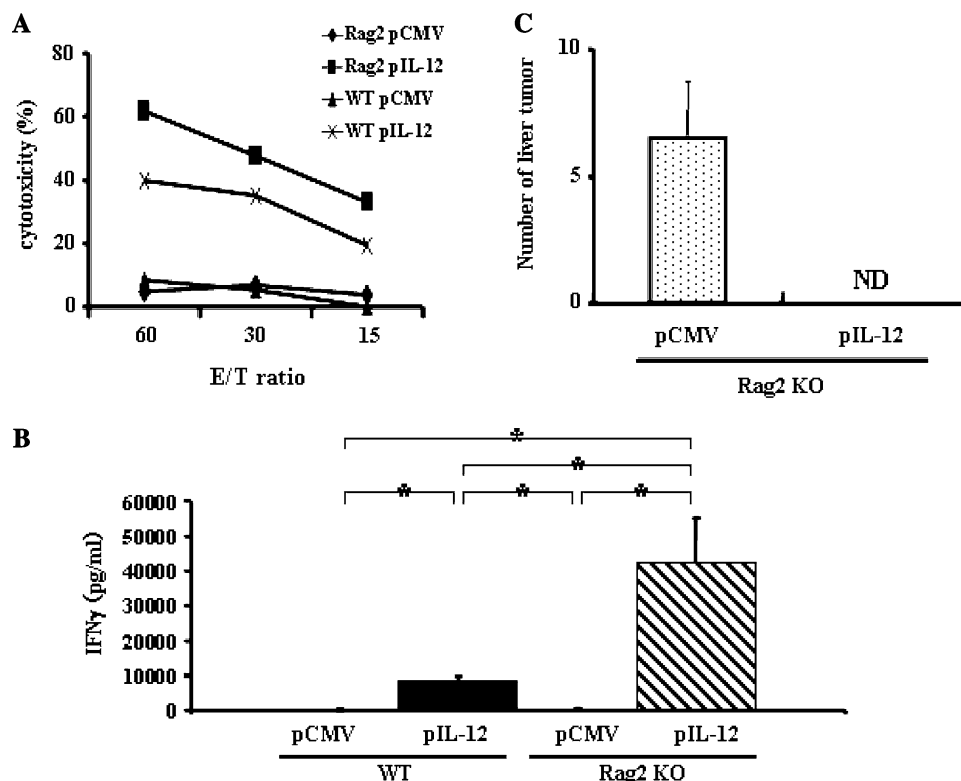 A
Rag2 pCMV
Rag2 pIL-12
WT pCMV
WT pIL-12
80
60
40
20
0
cytotoxicity (%)
60 30 15
E/T ratio
C
10
5
0
Number of liver tumor
ND
pCMV pIL-12
Rag2 KO
B
* 
*
* * *
60000
50000
40000
30000
20000
10000
0
IFNγ (pg/ml)
pCMV pIL-12 pCMV pIL-12
WT Rag2 KO